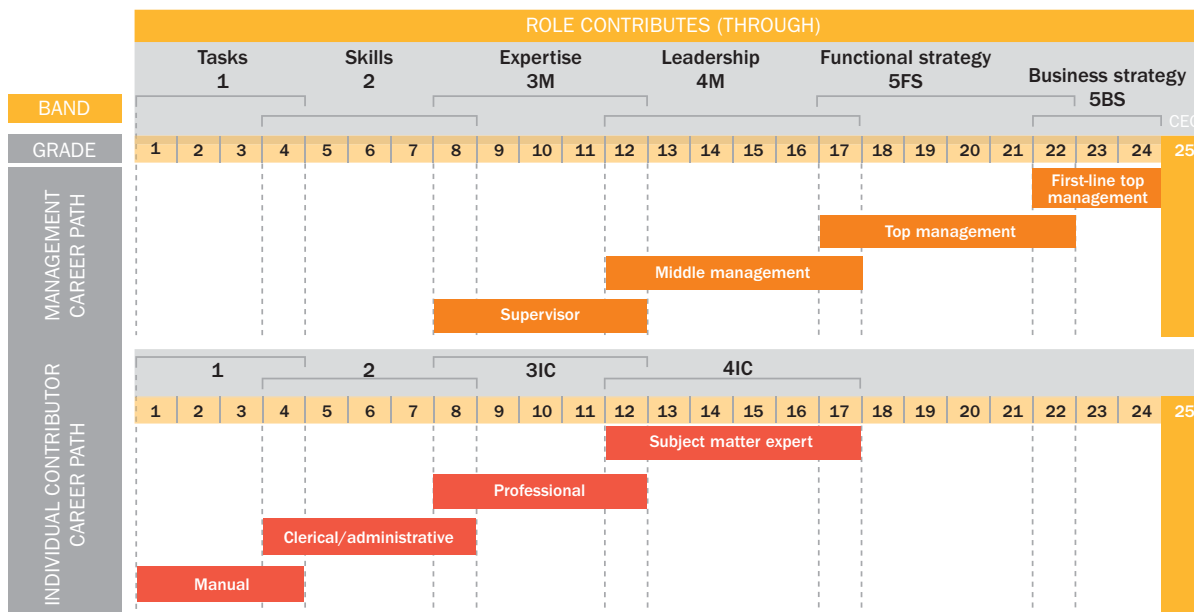 ROLE CONTRIBUTES (THROUGH)
Tasks
1
Skills
2
Expertise
3M
Leadership
4M
Functional strategy
5FS
Business strategy
5BS
BAND
CEO
GRADE
1 2 3 4 5 6 7 8 9 10 11 12 13 14 15 16 17 18 19 20 21 22 23 24 25
MANAGEMENT
CAREER PATH
First-line top
management
Top management
Middle management
Supervisor
INDIVIDUAL CONTRIBUTOR
CAREER PATH
1 2 3IC 4IC
1 2 3 4 5 6 7 8 9 10 11 12 13 14 15 16 17 18 19 20 21 22 23 24 25
Subject matter expert
Professional
Clerical/administrative
Manual